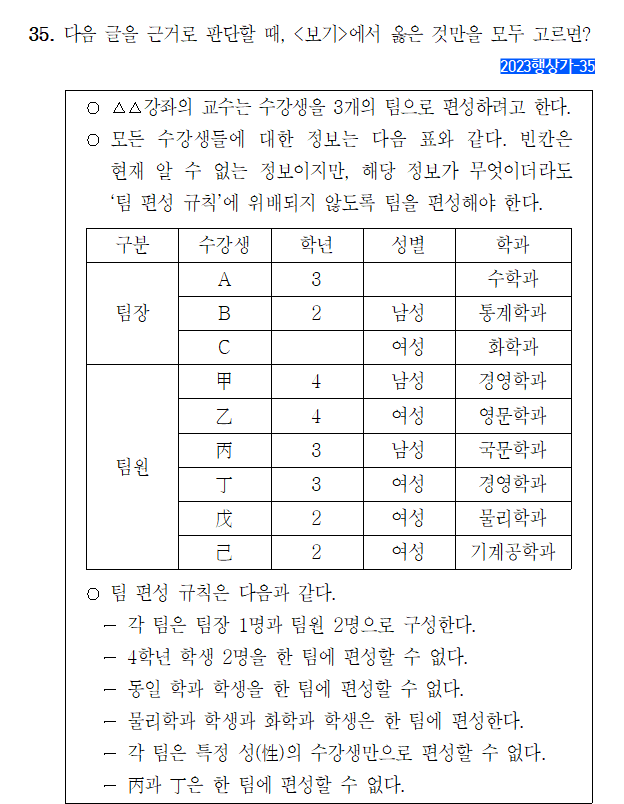 35. 다음 글을 근거로 판단할 때, <보기>에서 옳은 것만을 모두 고르면?
2023행상가-35
○ △△강좌의 교수는 수강생을 3개의 팀으로 편성하려고 한다.
○ 모든 수강생들에 대한 정보는 다음 표와 같다. 빈칸은
현재 알 수 없는 정보이지만, 해당 정보가 무엇이더라도
‘팀 편성 규칙’에 위배되지 않도록 팀을 편성해야 한다.
구분 수강생 학년 성별 학과
팀장
A 3 수학과
B 2 남성 통계학과
C 여성 화학과
팀원
甲 4 남성 경영학과
乙 4 여성 영문학과
丙 3 남성 국문학과
丁 3 여성 경영학과
戊 2 여성 물리학과
己 2 여성 기계공학과
○ 팀 편성 규칙은 다음과 같다.
- 각 팀은 팀장 1명과 팀원 2명으로 구성한다.
- 4학년 학생 2명을 한 팀에 편성할 수 없다.
- 동일 학과 학생을 한 팀에 편성할 수 없다.
- 물리학과 학생과 화학과 학생은 한 팀에 편성한다.
- 각 팀은 특정 성(性)의 수강생만으로 편성할 수 없다.
- 丙과 丁은 한 팀에 편성할 수 없다.